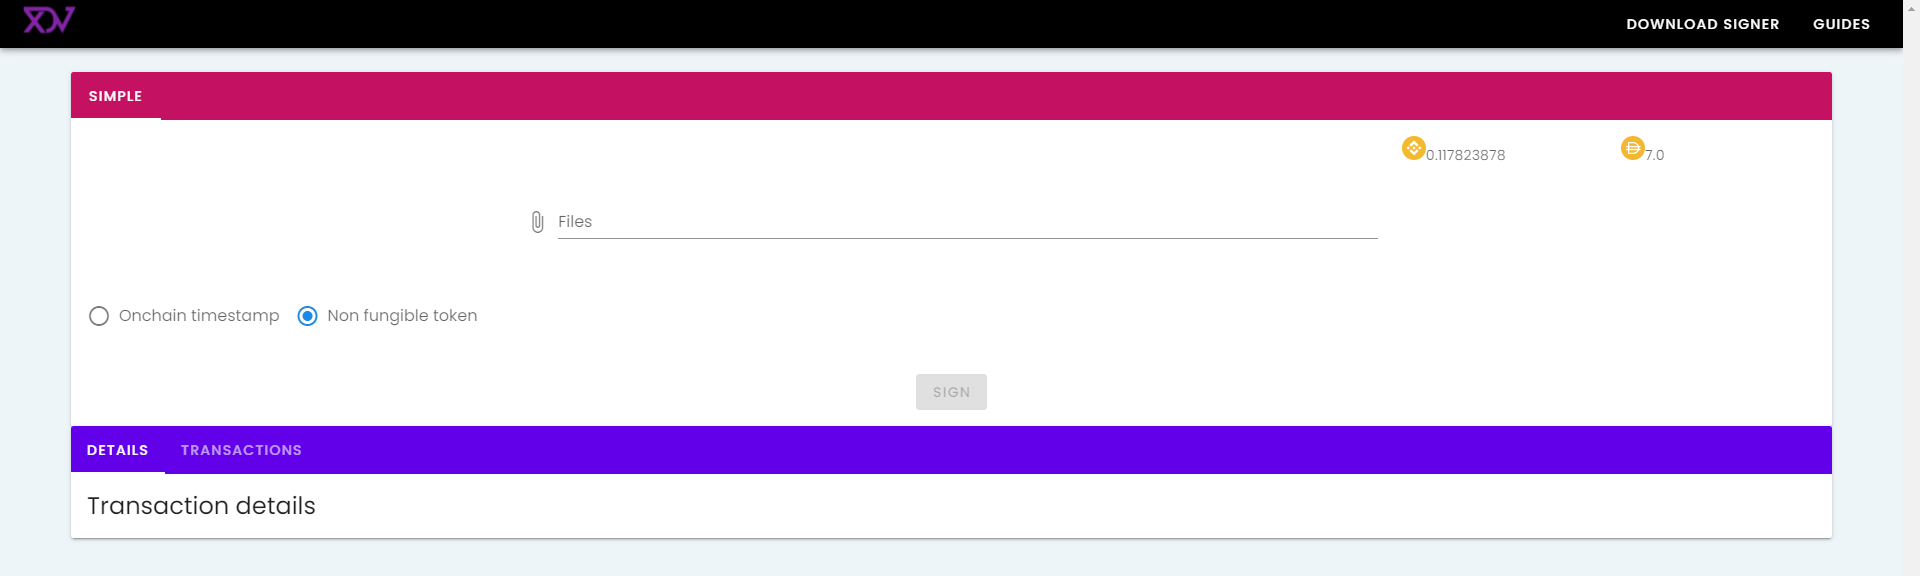 XDV
DOWNLOAD SIGNER GUIDES
SIMPLE
0.117823878 7.0
Files
Onchain timestamp Non fungible token
SIGN
DETAILS TRANSACTIONS
Transaction details